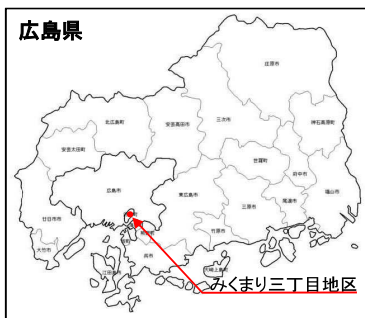 広島県
庄原市
三次市
神石高原町
北広島町
安芸高田市
安芸太田町
世羅町
府中市
広島市
東広島市
福山市
三原市
尾道市
廿日市市
竹原市
大竹市
呉市
江田島市
大崎上島町
みくまり三丁目地区